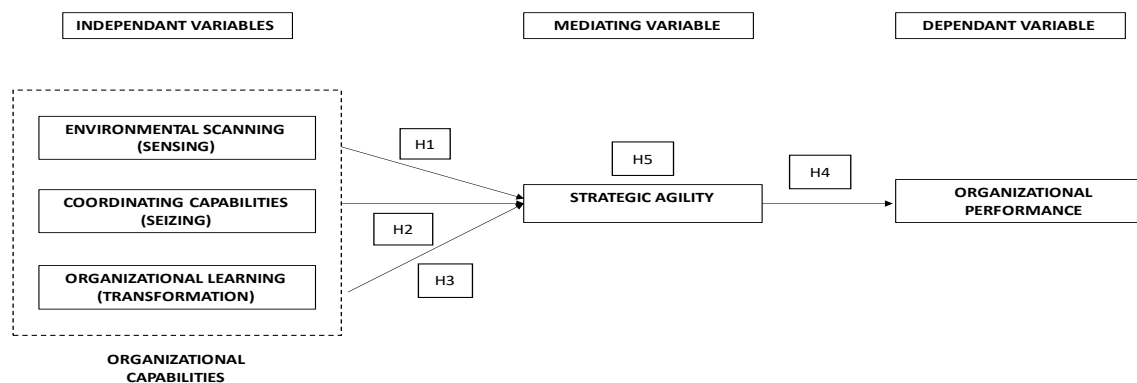 INDEPENDANT VARIABLES
MEDIATING VARIABLE
DEPENDANT VARIABLE
ENVIRONMENTAL SCANNING
(SENSING)
H1
H5
H4
COORDINATING CAPABILITIES
(SEIZING)
STRATEGIC AGILITY
ORGANIZATIONAL
PERFORMANCE
H2
ORGANIZATIONAL LEARNING
(TRANSFORMATION)
H3
ORGANIZATIONAL
CAPABILITIES